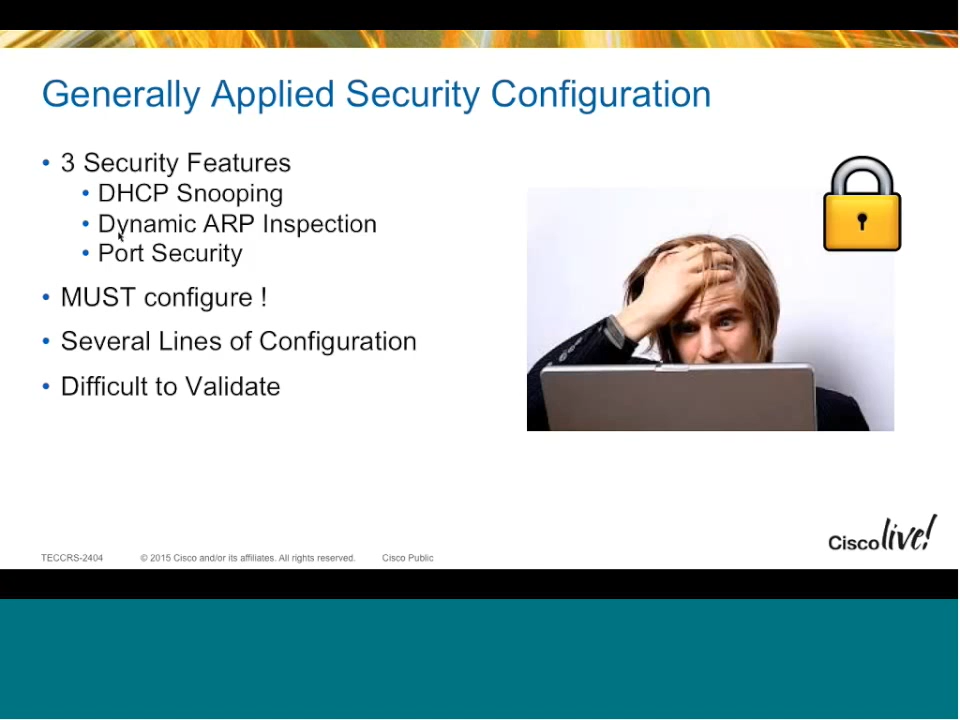 Generally Applied Security Configuration
• 3 Security Features
• DHCP Snooping
• Dynamic ARP Inspection
• Port Security
• MUST configure !
• Several Lines of Configuration
• Difficult to Validate
Cisco live!
TECCRS-2404 © 2015 Cisco and/or its affiliates. All rights reserved. Cisco Public